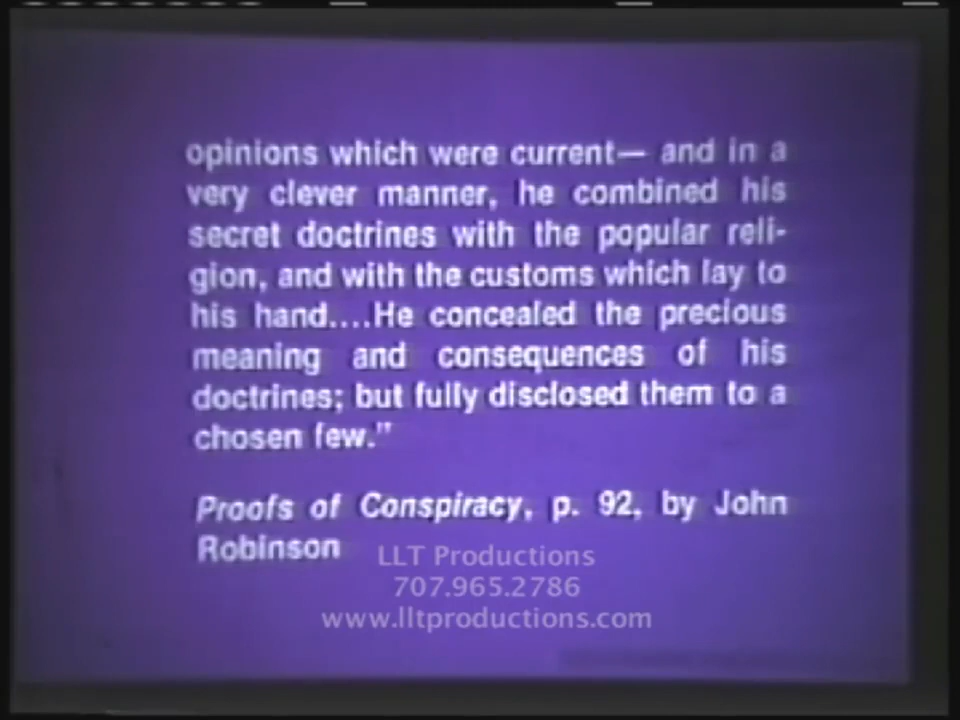 opinions which were current— and in a
very clever manner, he combined his
secret doctrines with the popular reli-
gion, and with the customs which lay to
his hand....He concealed the precious
meaning and consequences of his
doctrines; but fully disclosed them to a
chosen few."
Proofs of Conspiracy, p. 92, by John
Robinson
LLT Productions
707.965.2786
www.lltproductions.com